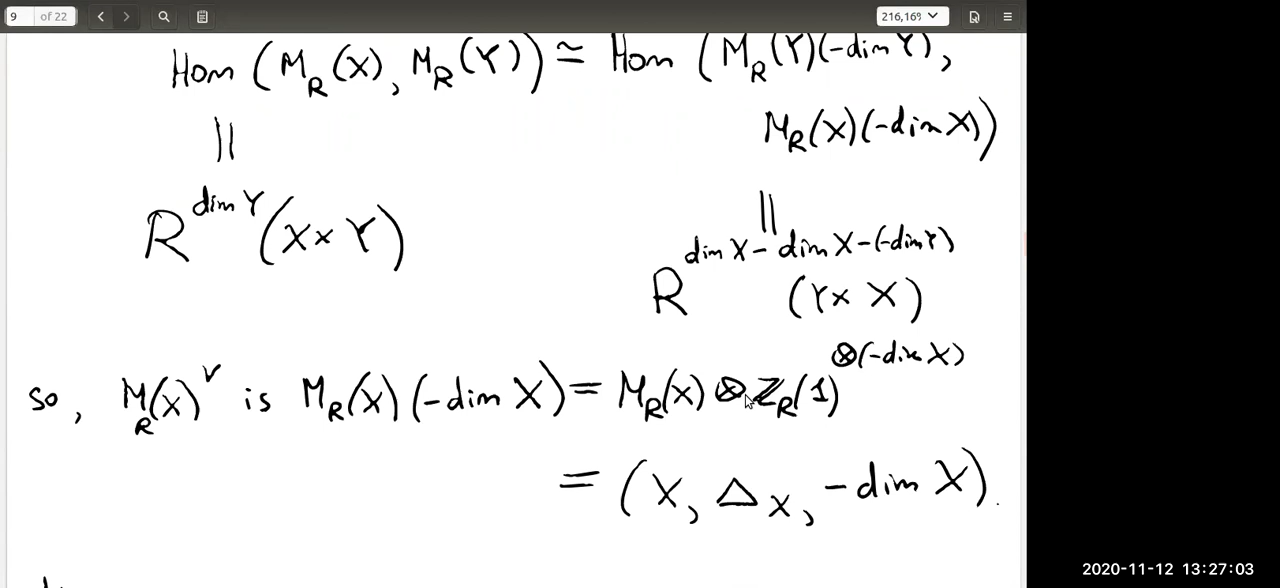 9 of 22 216,16%
Hom (M_R(X), M_R(Y)) ≃ Hom (M_R(Y)(-dim Y),
M_R(X)(-dim X))
||
R^{dim Y}(X×Y)
||
R^{dim X - dim X - (-dim Y)}(Y×X)
so, M_R(X)^∨ is M_R(X)(-dim X) = M_R(X) ⊗ ℤ_R(1)^{⊗(-dim X)}
= (X, Δ_X, -dim X).
2020-11-12 13:27:03